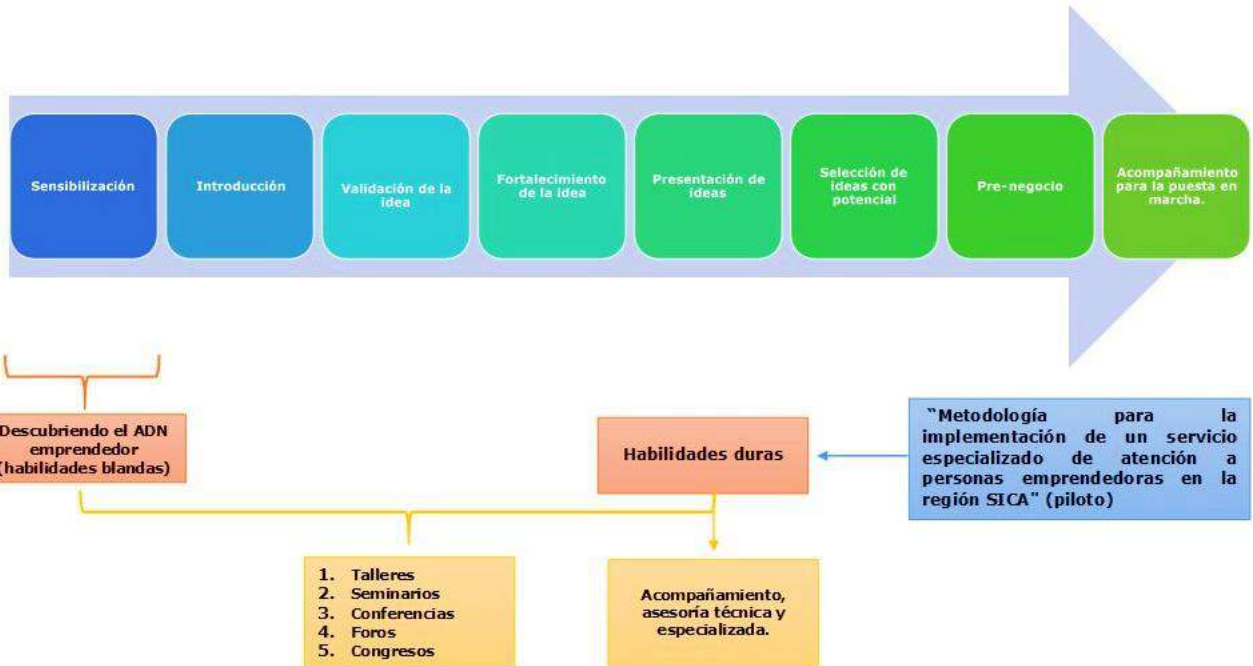 Sensibilización
Introducción
Validación de la
idea
Fortalecimiento
de la idea
Presentación de
ideas
Selección de
ideas con
potencial
Pre-negocio
Acompañamiento
para la puesta en
marcha.
Descubriendo el ADN
emprendedor
(habilidades blandas)
Habilidades duras
"Metodología para la
implementación de un servicio
especializado de atención a
personas emprendedoras en la
región SICA" (piloto)
1. Talleres
2. Seminarios
3. Conferencias
4. Foros
5. Congresos
Acompañamiento,
asesoría técnica y
especializada.